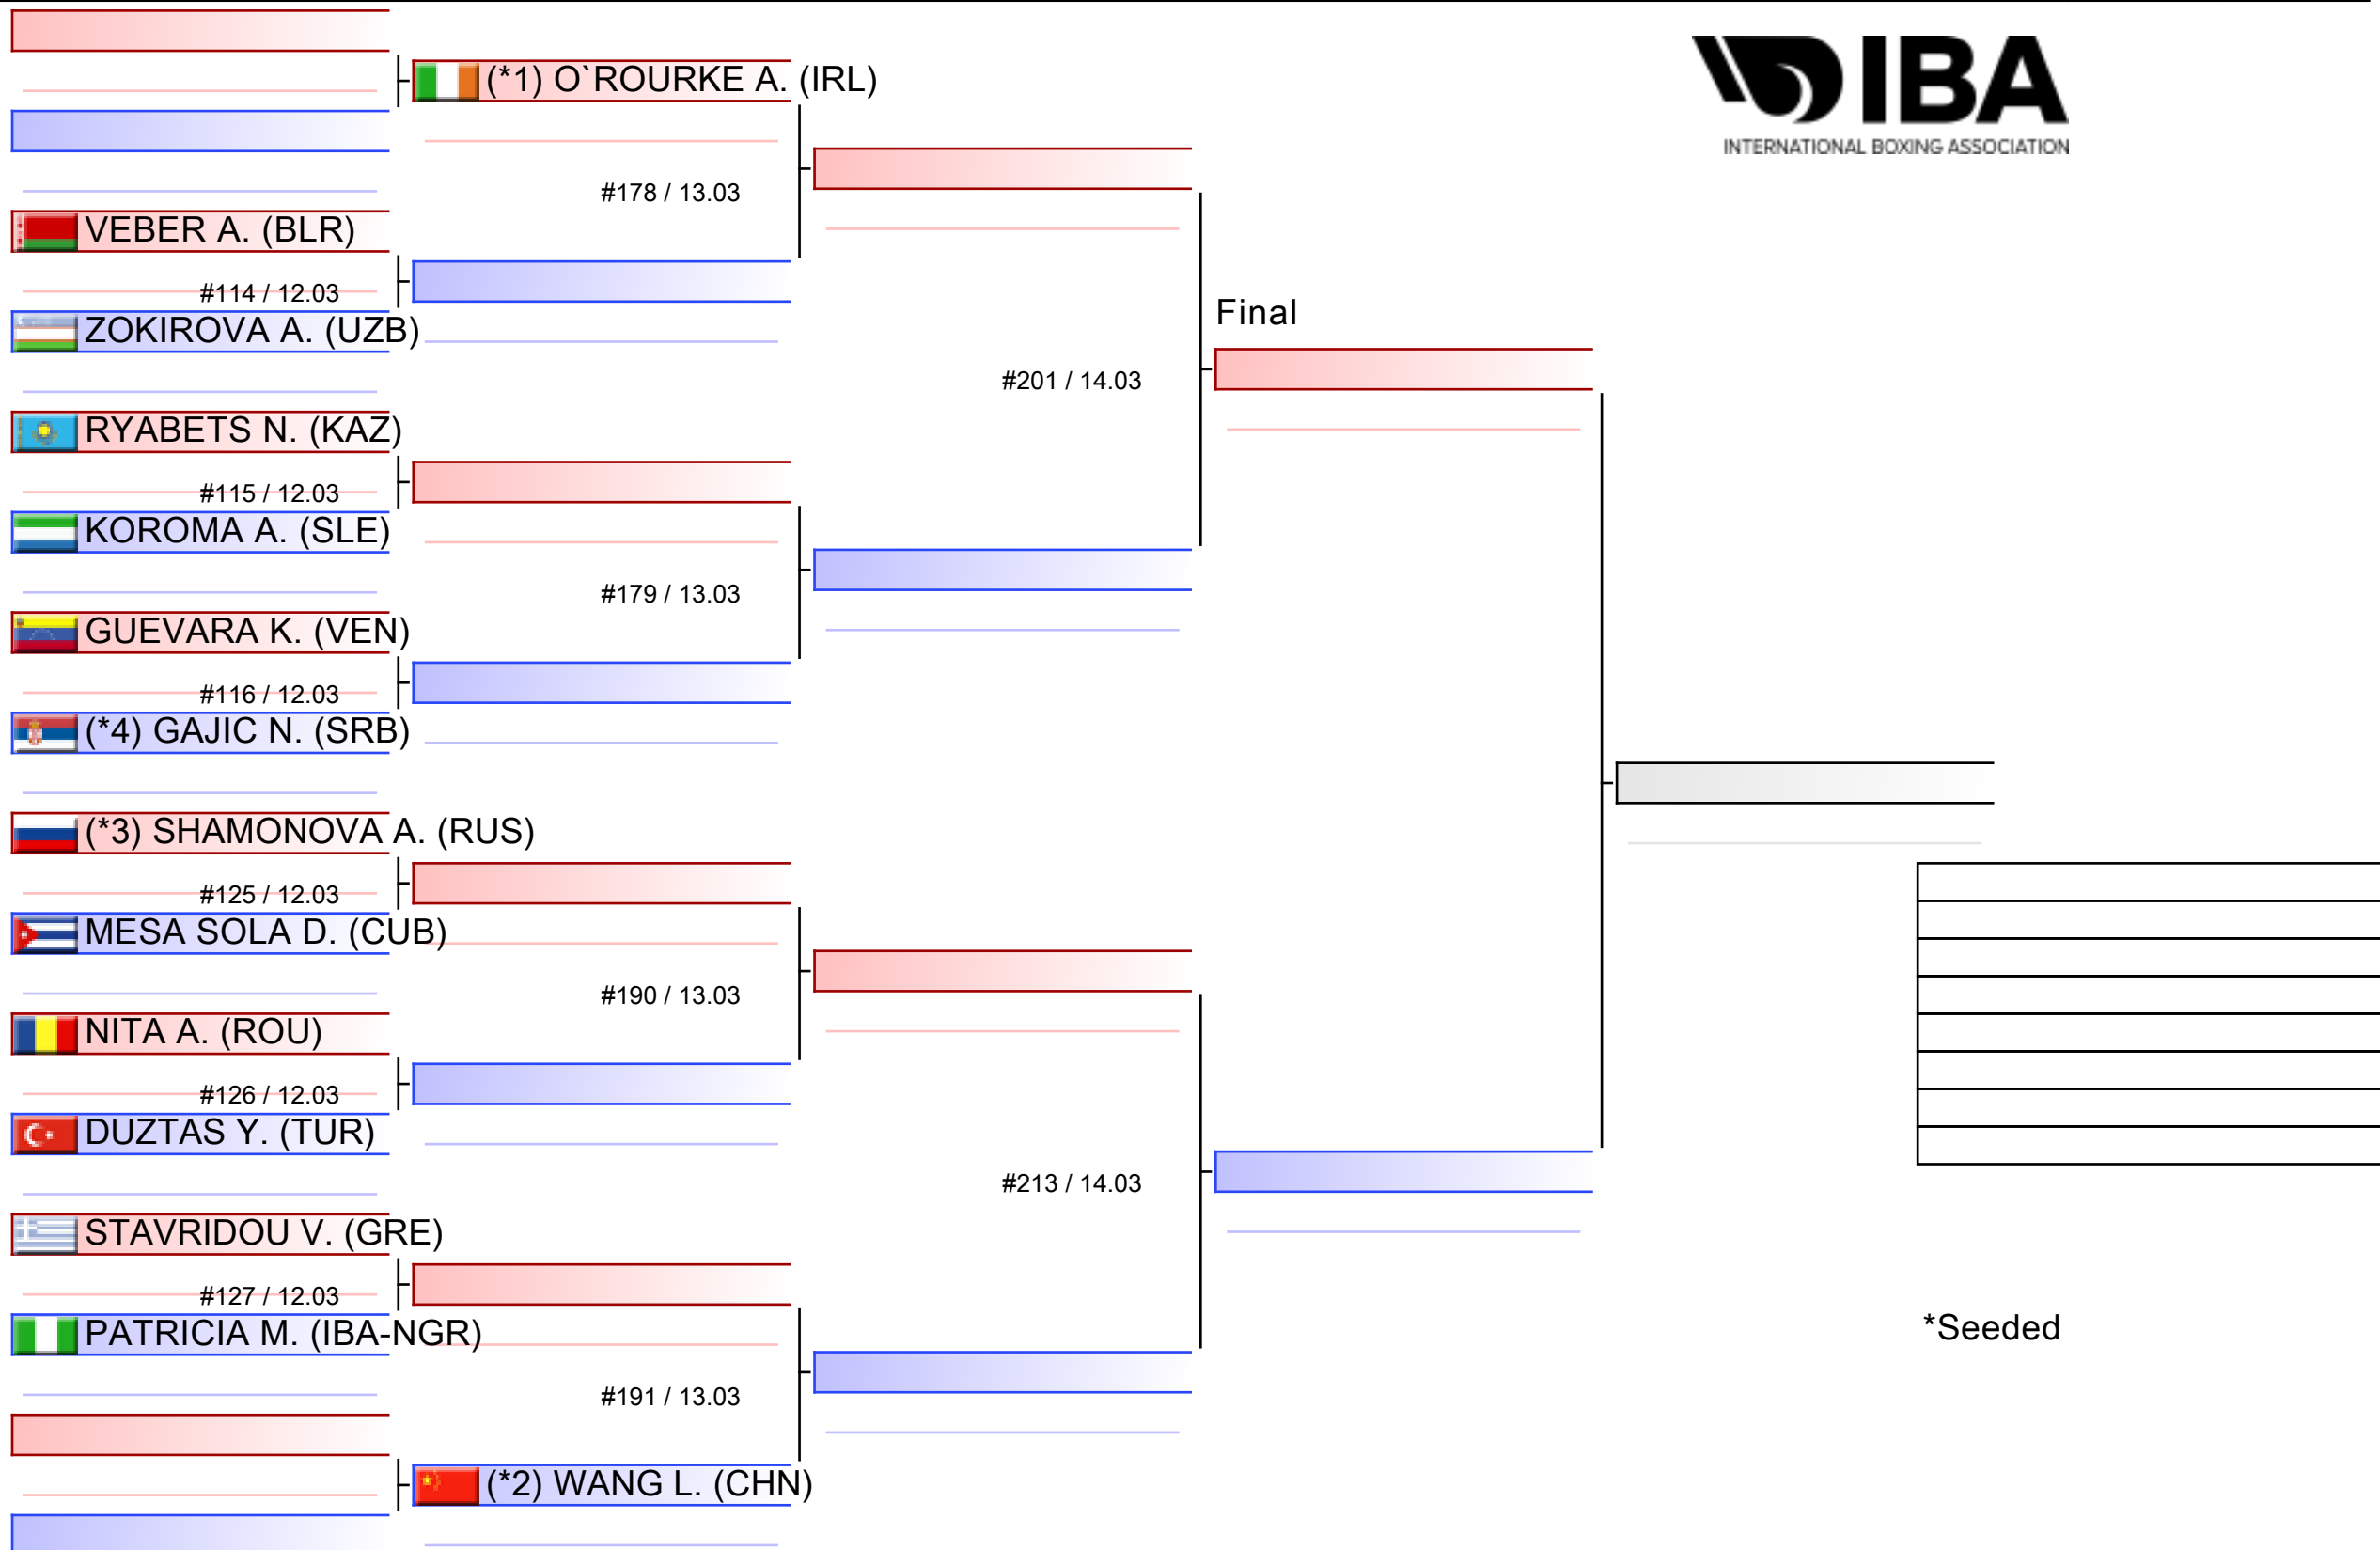 IBA
INTERNATIONAL BOXING ASSOCIATION
(*1) O`ROURKE A. (IRL)
#178 / 13.03
VEBER A. (BLR)
#114 / 12.03
ZOKIROVA A. (UZB)
Final
#201 / 14.03
RYABETS N. (KAZ)
#115 / 12.03
KOROMA A. (SLE)
#179 / 13.03
GUEVARA K. (VEN)
#116 / 12.03
(*4) GAJIC N. (SRB)
(*3) SHAMONOVA A. (RUS)
#125 / 12.03
MESA SOLA D. (CUB)
#190 / 13.03
NITA A. (ROU)
#126 / 12.03
DUZTAS Y. (TUR)
#213 / 14.03
STAVRIDOU V. (GRE)
#127 / 12.03
PATRICIA M. (IBA-NGR)
*Seeded
#191 / 13.03
(*2) WANG L. (CHN)